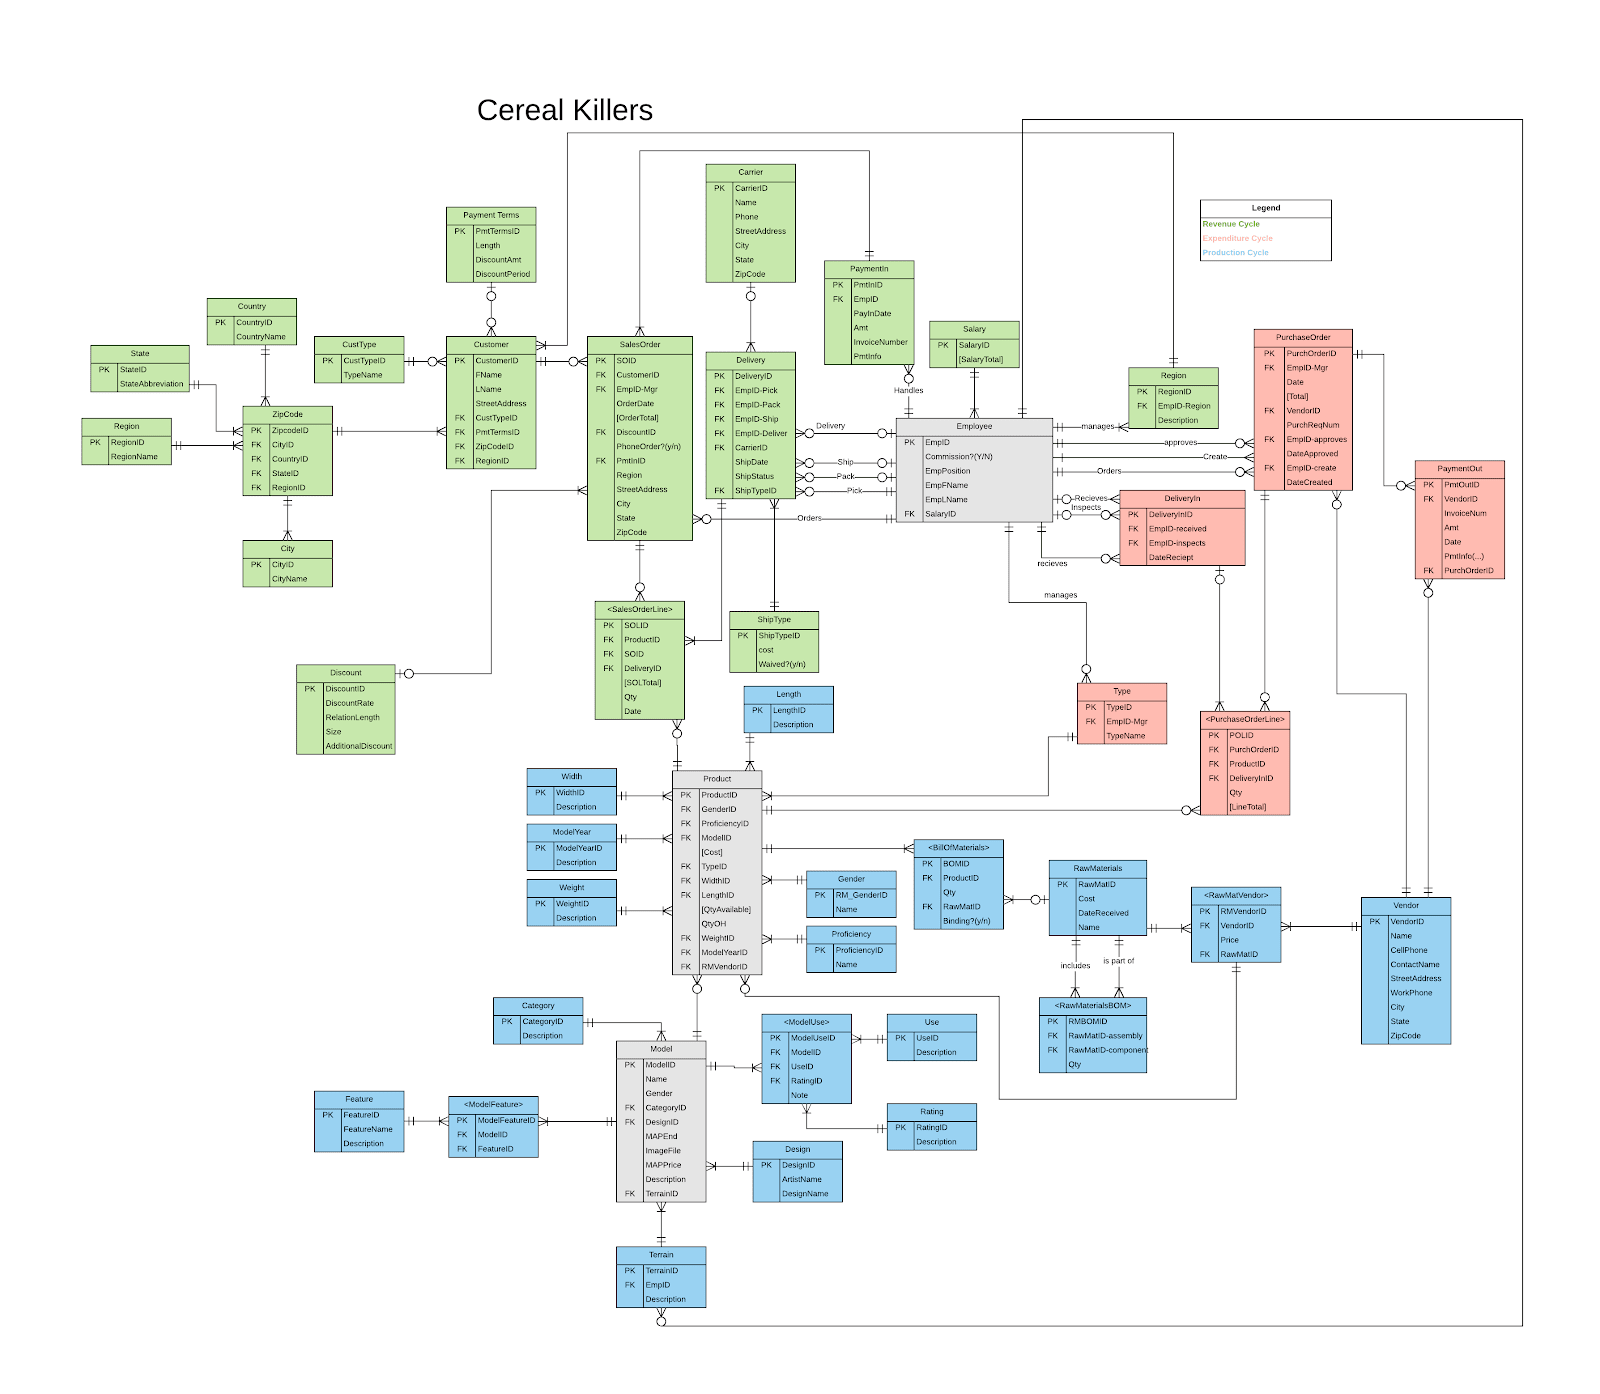 Cereal Killers
Legend
Revenue Cycle
Expenditure Cycle
Production Cycle
Carrier
PK CarrierID
Name
Phone
StreetAddress
City
State
ZipCode
Payment Terms
PK PmtTermsID
Length
DiscountAmt
DiscountPeriod
PaymentIn
PK PmtInID
FK EmpID
PayInDate
Amt
InvoiceNumber
PmtInfo
Handles
Country
PK CountryID
CountryName
State
PK StateID
StateAbbreviation
Region
PK RegionID
RegionName
ZipCode
PK ZipcodeID
FK CityID
FK CountryID
FK StateID
FK RegionID
City
PK CityID
CityName
CustType
PK CustTypeID
TypeName
Customer
PK CustomerID
FName
LName
StreetAddress
FK CustTypeID
FK PmtTermsID
FK ZipCodeID
FK RegionID
SalesOrder
PK SOID
FK CustomerID
FK EmpID-Mgr
OrderDate
[OrderTotal]
FK DiscountID
PhoneOrder?(y/n)
FK PmtInID
Region
StreetAddress
City
State
ZipCode
Delivery
PK DeliveryID
FK EmpID-Pick
FK EmpID-Pack
FK EmpID-Ship
FK EmpID-Deliver
FK CarrierID
ShipDate
ShipStatus
FK ShipTypeID
Delivery
Ship
Pack
Pick
Orders
Salary
PK SalaryID
[SalaryTotal]
Employee
PK EmpID
Commission?(Y/N)
EmpPosition
EmpFName
EmpLName
FK SalaryID
Region
PK RegionID
FK EmpID-Region
Description
manages
approves
Create
Orders
Recieves
Inspects
recieves
manages
PurchaseOrder
PK PurchOrderID
FK EmpID-Mgr
Date
[Total]
FK VendorID
PurchReqNum
FK EmpID-approves
DateApproved
FK EmpID-create
DateCreated
PaymentOut
PK PmtOutID
FK VendorID
InvoiceNum
Amt
Date
PmtInfo(...)
FK PurchOrderID
DeliveryIn
PK DeliveryInID
FK EmpID-received
FK EmpID-inspects
DateReciept
<SalesOrderLine>
PK SOLID
FK ProductID
FK SOID
FK DeliveryID
[SOLTotal]
Qty
Date
ShipType
PK ShipTypeID
cost
Waived?(y/n)
Discount
PK DiscountID
DiscountRate
RelationLength
Size
AdditionalDiscount
Length
PK LengthID
Description
Type
PK TypeID
FK EmpID-Mgr
TypeName
<PurchaseOrderLine>
PK POLID
FK PurchOrderID
FK ProductID
FK DeliveryInID
Qty
[LineTotal]
Width
PK WidthID
Description
ModelYear
PK ModelYearID
Description
Weight
PK WeightID
Description
Product
PK ProductID
FK GenderID
FK ProficiencyID
FK ModelID
[Cost]
FK TypeID
FK WidthID
FK LengthID
[QtyAvailable]
QtyOH
FK WeightID
FK ModelYearID
FK RMVendorID
Gender
PK RM_GenderID
Name
Proficiency
PK ProficiencyID
Name
<BillOfMaterials>
PK BOMID
FK ProductID
Qty
FK RawMatID
Binding?(y/n)
RawMaterials
PK RawMatID
Cost
DateReceived
Name
includes
is part of
<RawMatVendor>
PK RMVendorID
FK VendorID
Price
FK RawMatID
Vendor
PK VendorID
Name
CellPhone
ContactName
StreetAddress
WorkPhone
City
State
ZipCode
<RawMaterialsBOM>
PK RMBOMID
FK RawMatID-assembly
FK RawMatID-component
Qty
Category
PK CategoryID
Description
<ModelUse>
PK ModelUseID
FK ModelID
FK UseID
FK RatingID
Note
Use
PK UseID
Description
Rating
PK RatingID
Description
Model
PK ModelID
Name
Gender
FK CategoryID
FK DesignID
MAPEnd
ImageFile
MAPPrice
Description
FK TerrainID
Feature
PK FeatureID
FeatureName
Description
<ModelFeature>
PK ModelFeatureID
FK ModelID
FK FeatureID
Design
PK DesignID
ArtistName
DesignName
Terrain
PK TerrainID
FK EmpID
Description